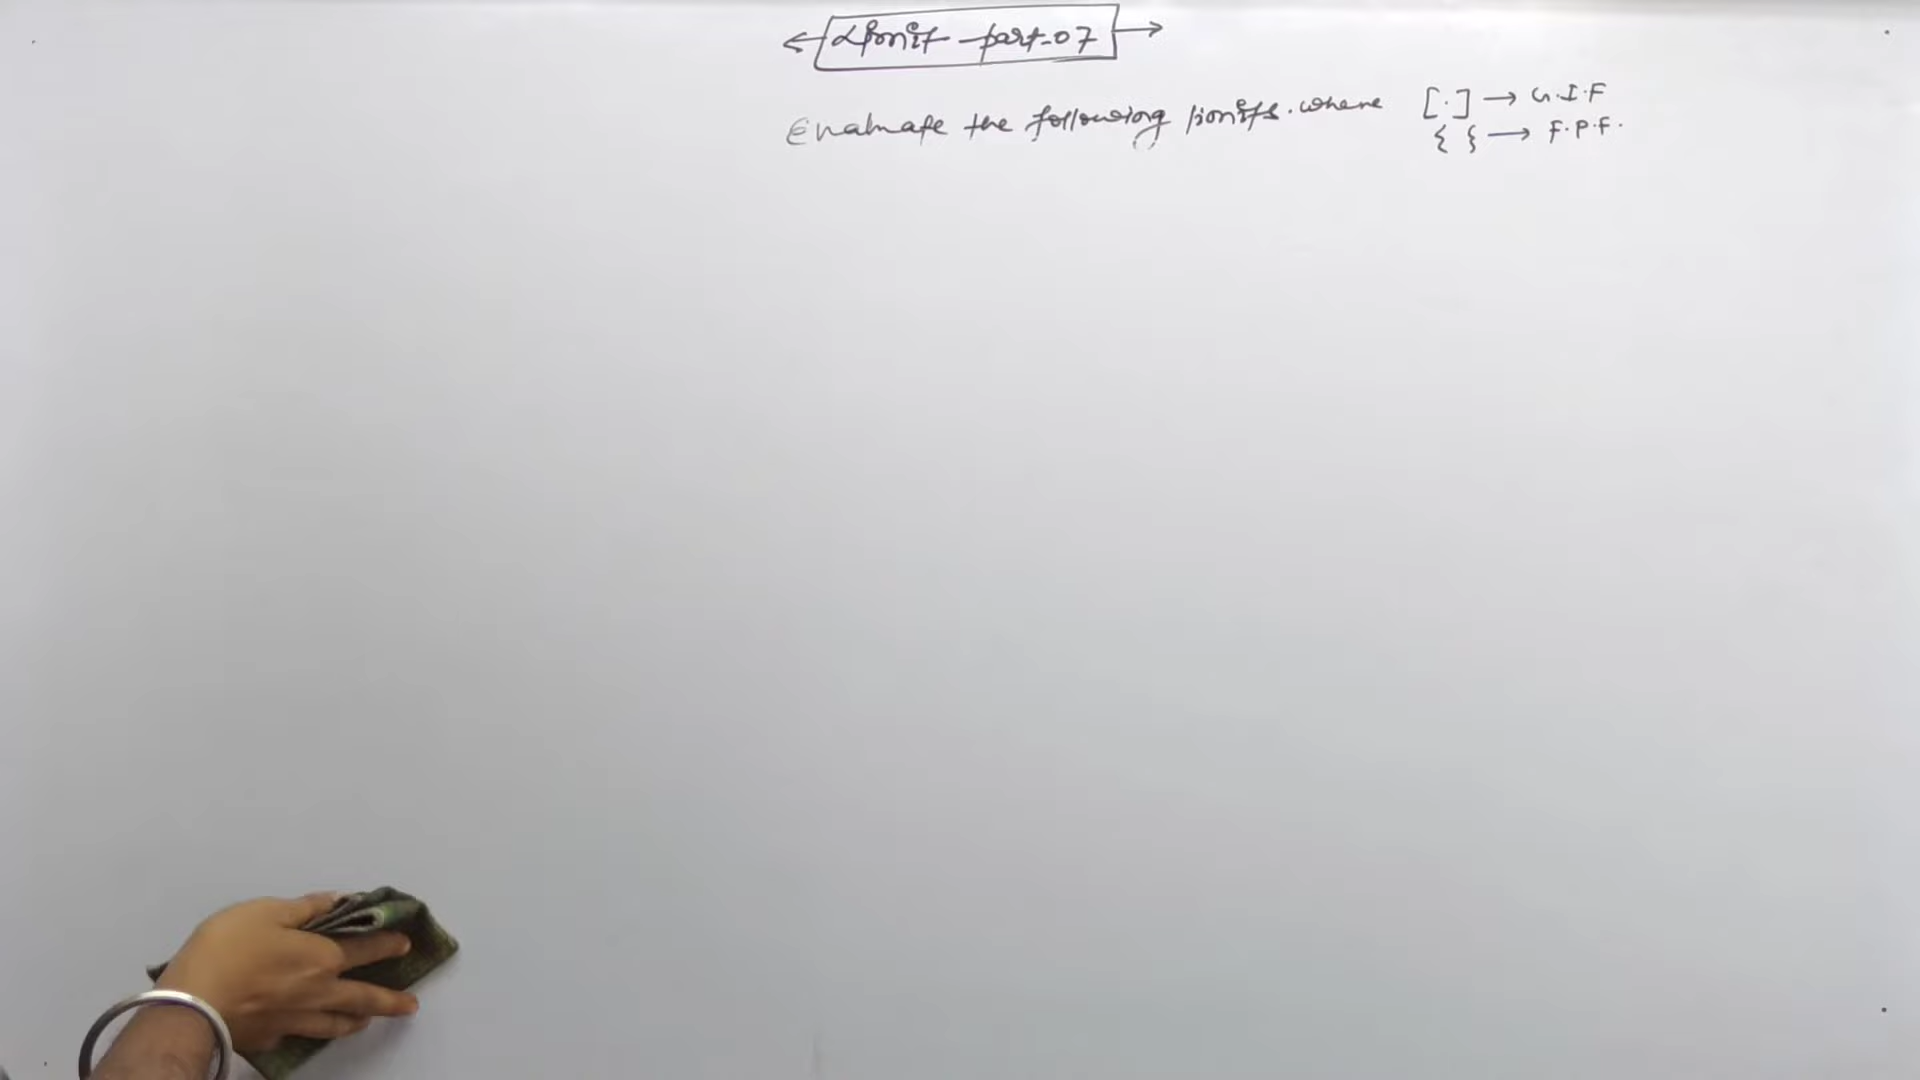 Limit - part-07
Evaluate the following limits. where [.] → G.I.F
{ } → F.P.F.